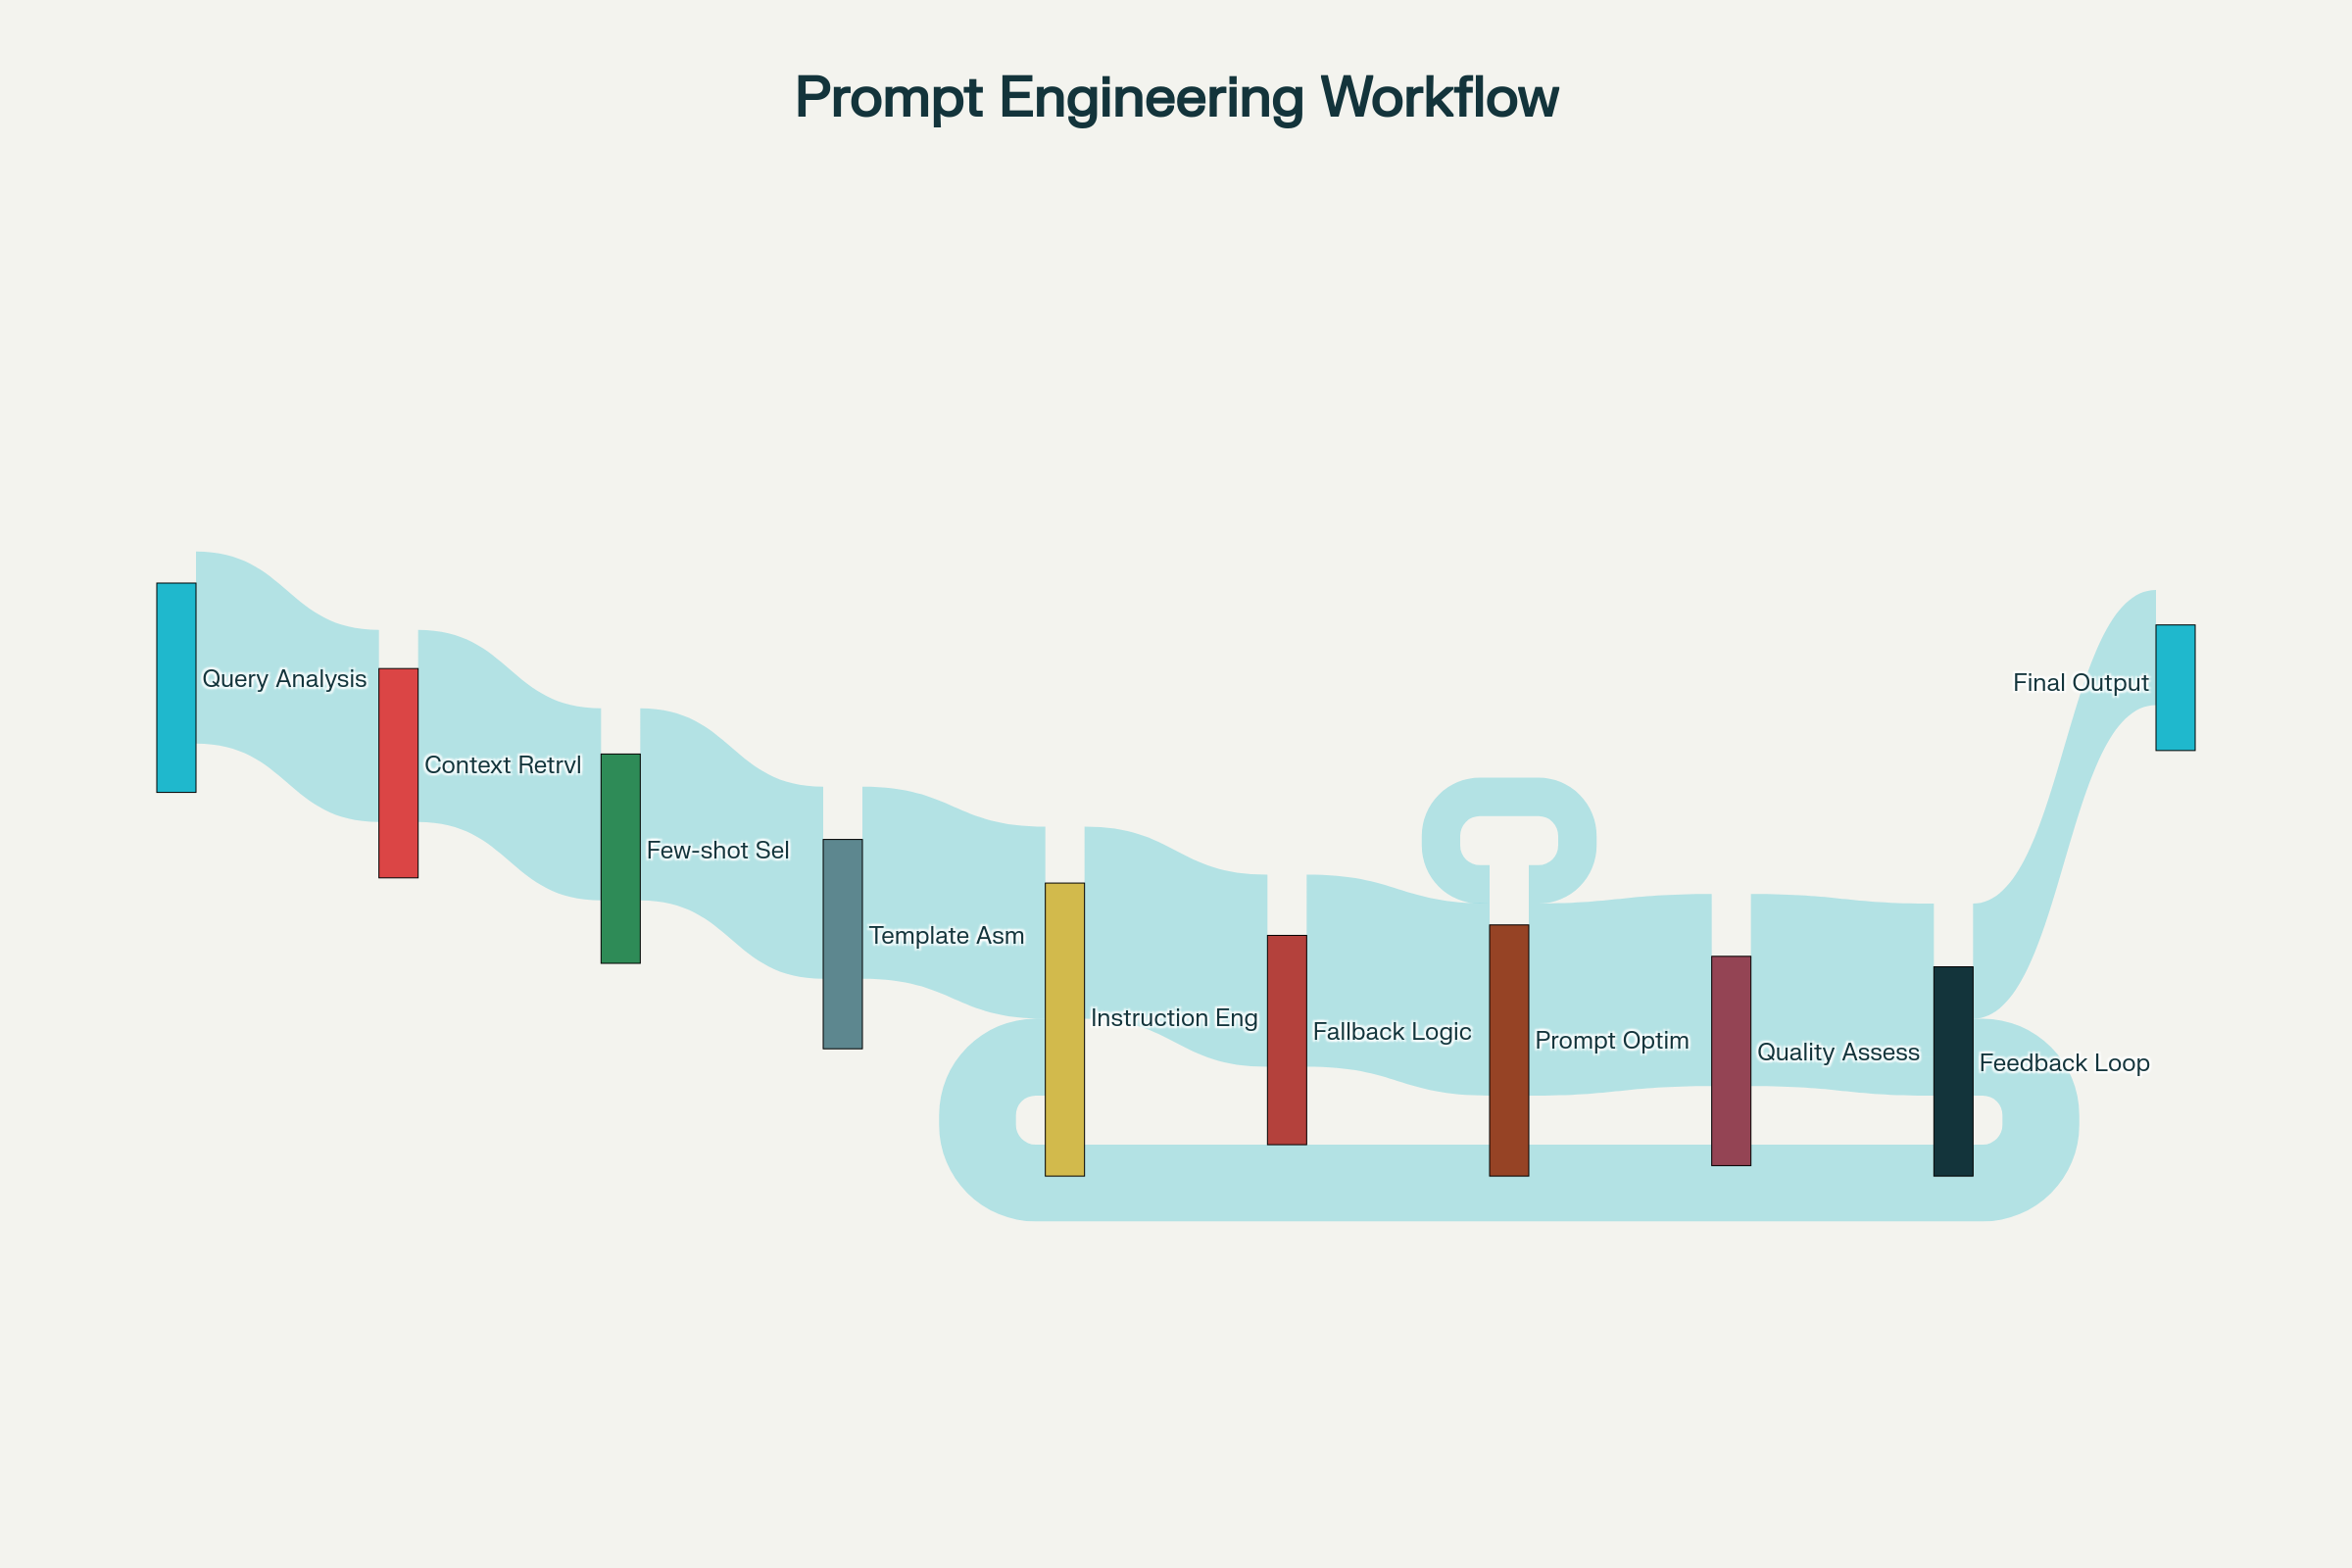 Prompt Engineering Workflow
Query Analysis
Context Retrvl
Few-shot Sel
Template Asm
Instruction Eng
Fallback Logic
Prompt Optim
Quality Assess
Feedback Loop
Final Output